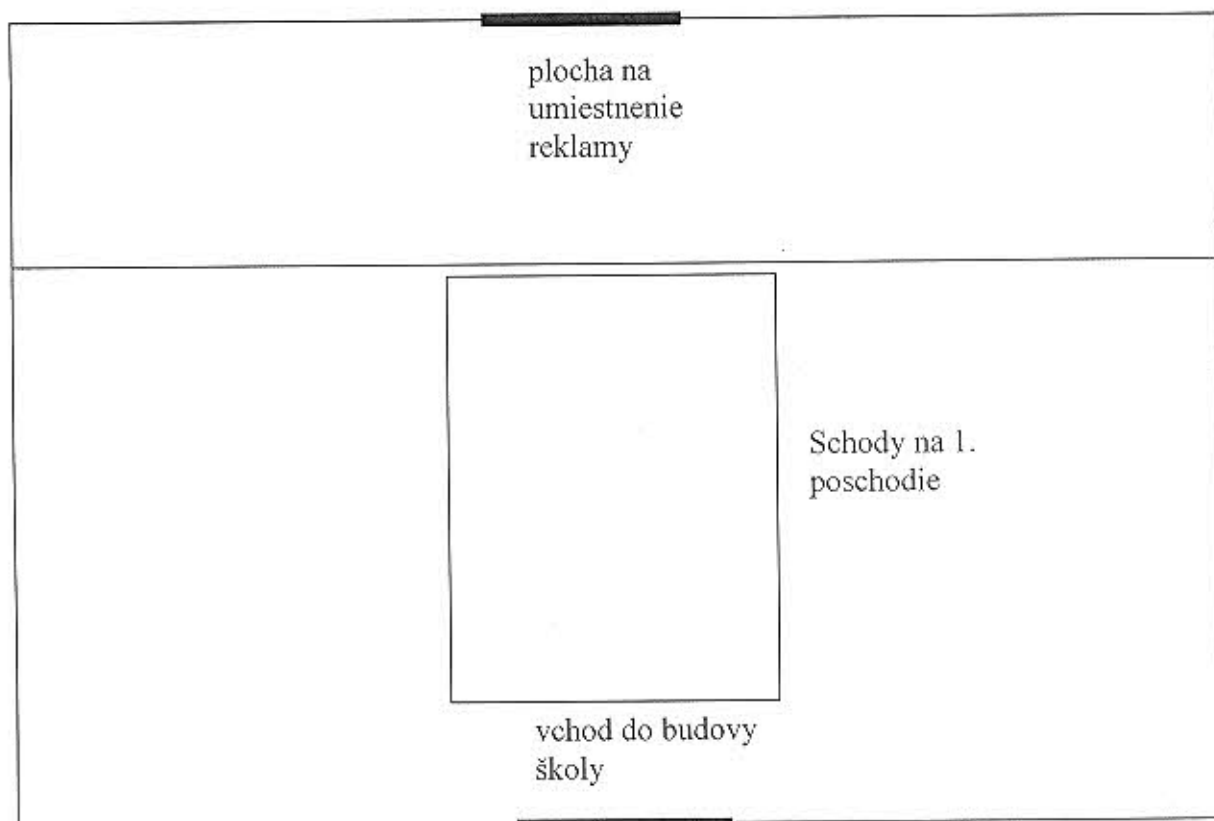 plocha na
umiestnenie
reklamy
Schody na 1.
poschodie
vchod do budovy
školy